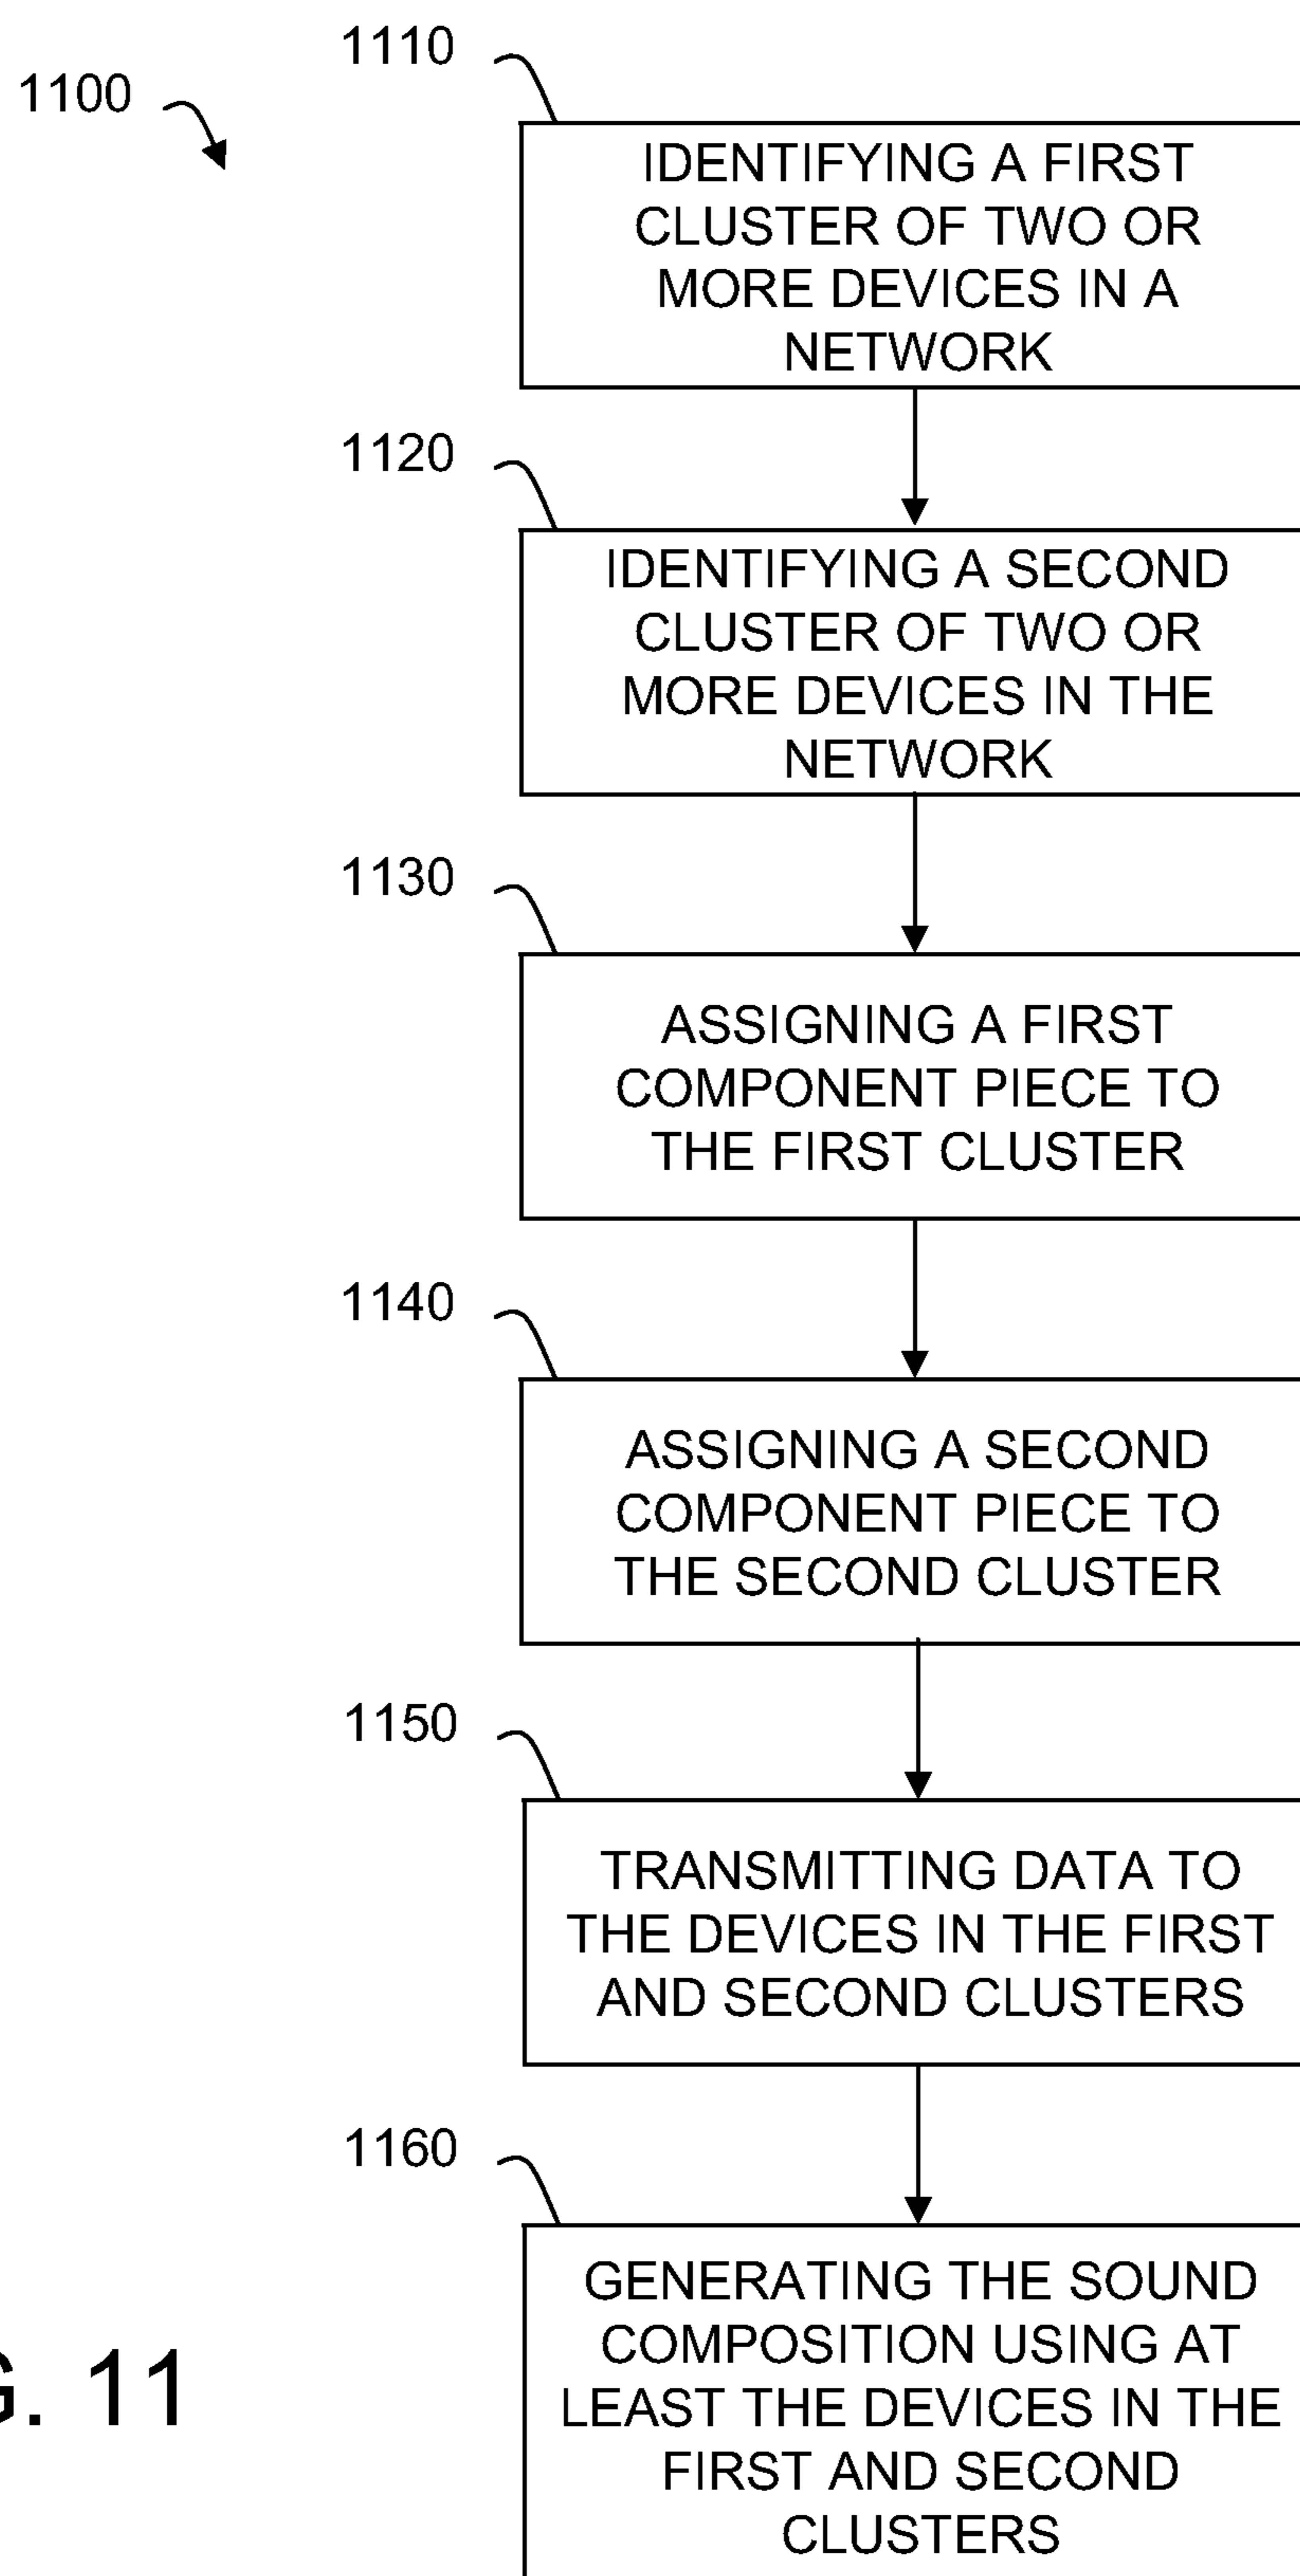 1100
1110
IDENTIFYING A FIRST
CLUSTER OF TWO OR
MORE DEVICES IN A
NETWORK
1120
IDENTIFYING A SECOND
CLUSTER OF TWO OR
MORE DEVICES IN THE
NETWORK
1130
ASSIGNING A FIRST
COMPONENT PIECE TO
THE FIRST CLUSTER
1140
ASSIGNING A SECOND
COMPONENT PIECE TO
THE SECOND CLUSTER
1150
TRANSMITTING DATA TO
THE DEVICES IN THE FIRST
AND SECOND CLUSTERS
1160
GENERATING THE SOUND
COMPOSITION USING AT
LEAST THE DEVICES IN THE
FIRST AND SECOND
CLUSTERS
G. 11